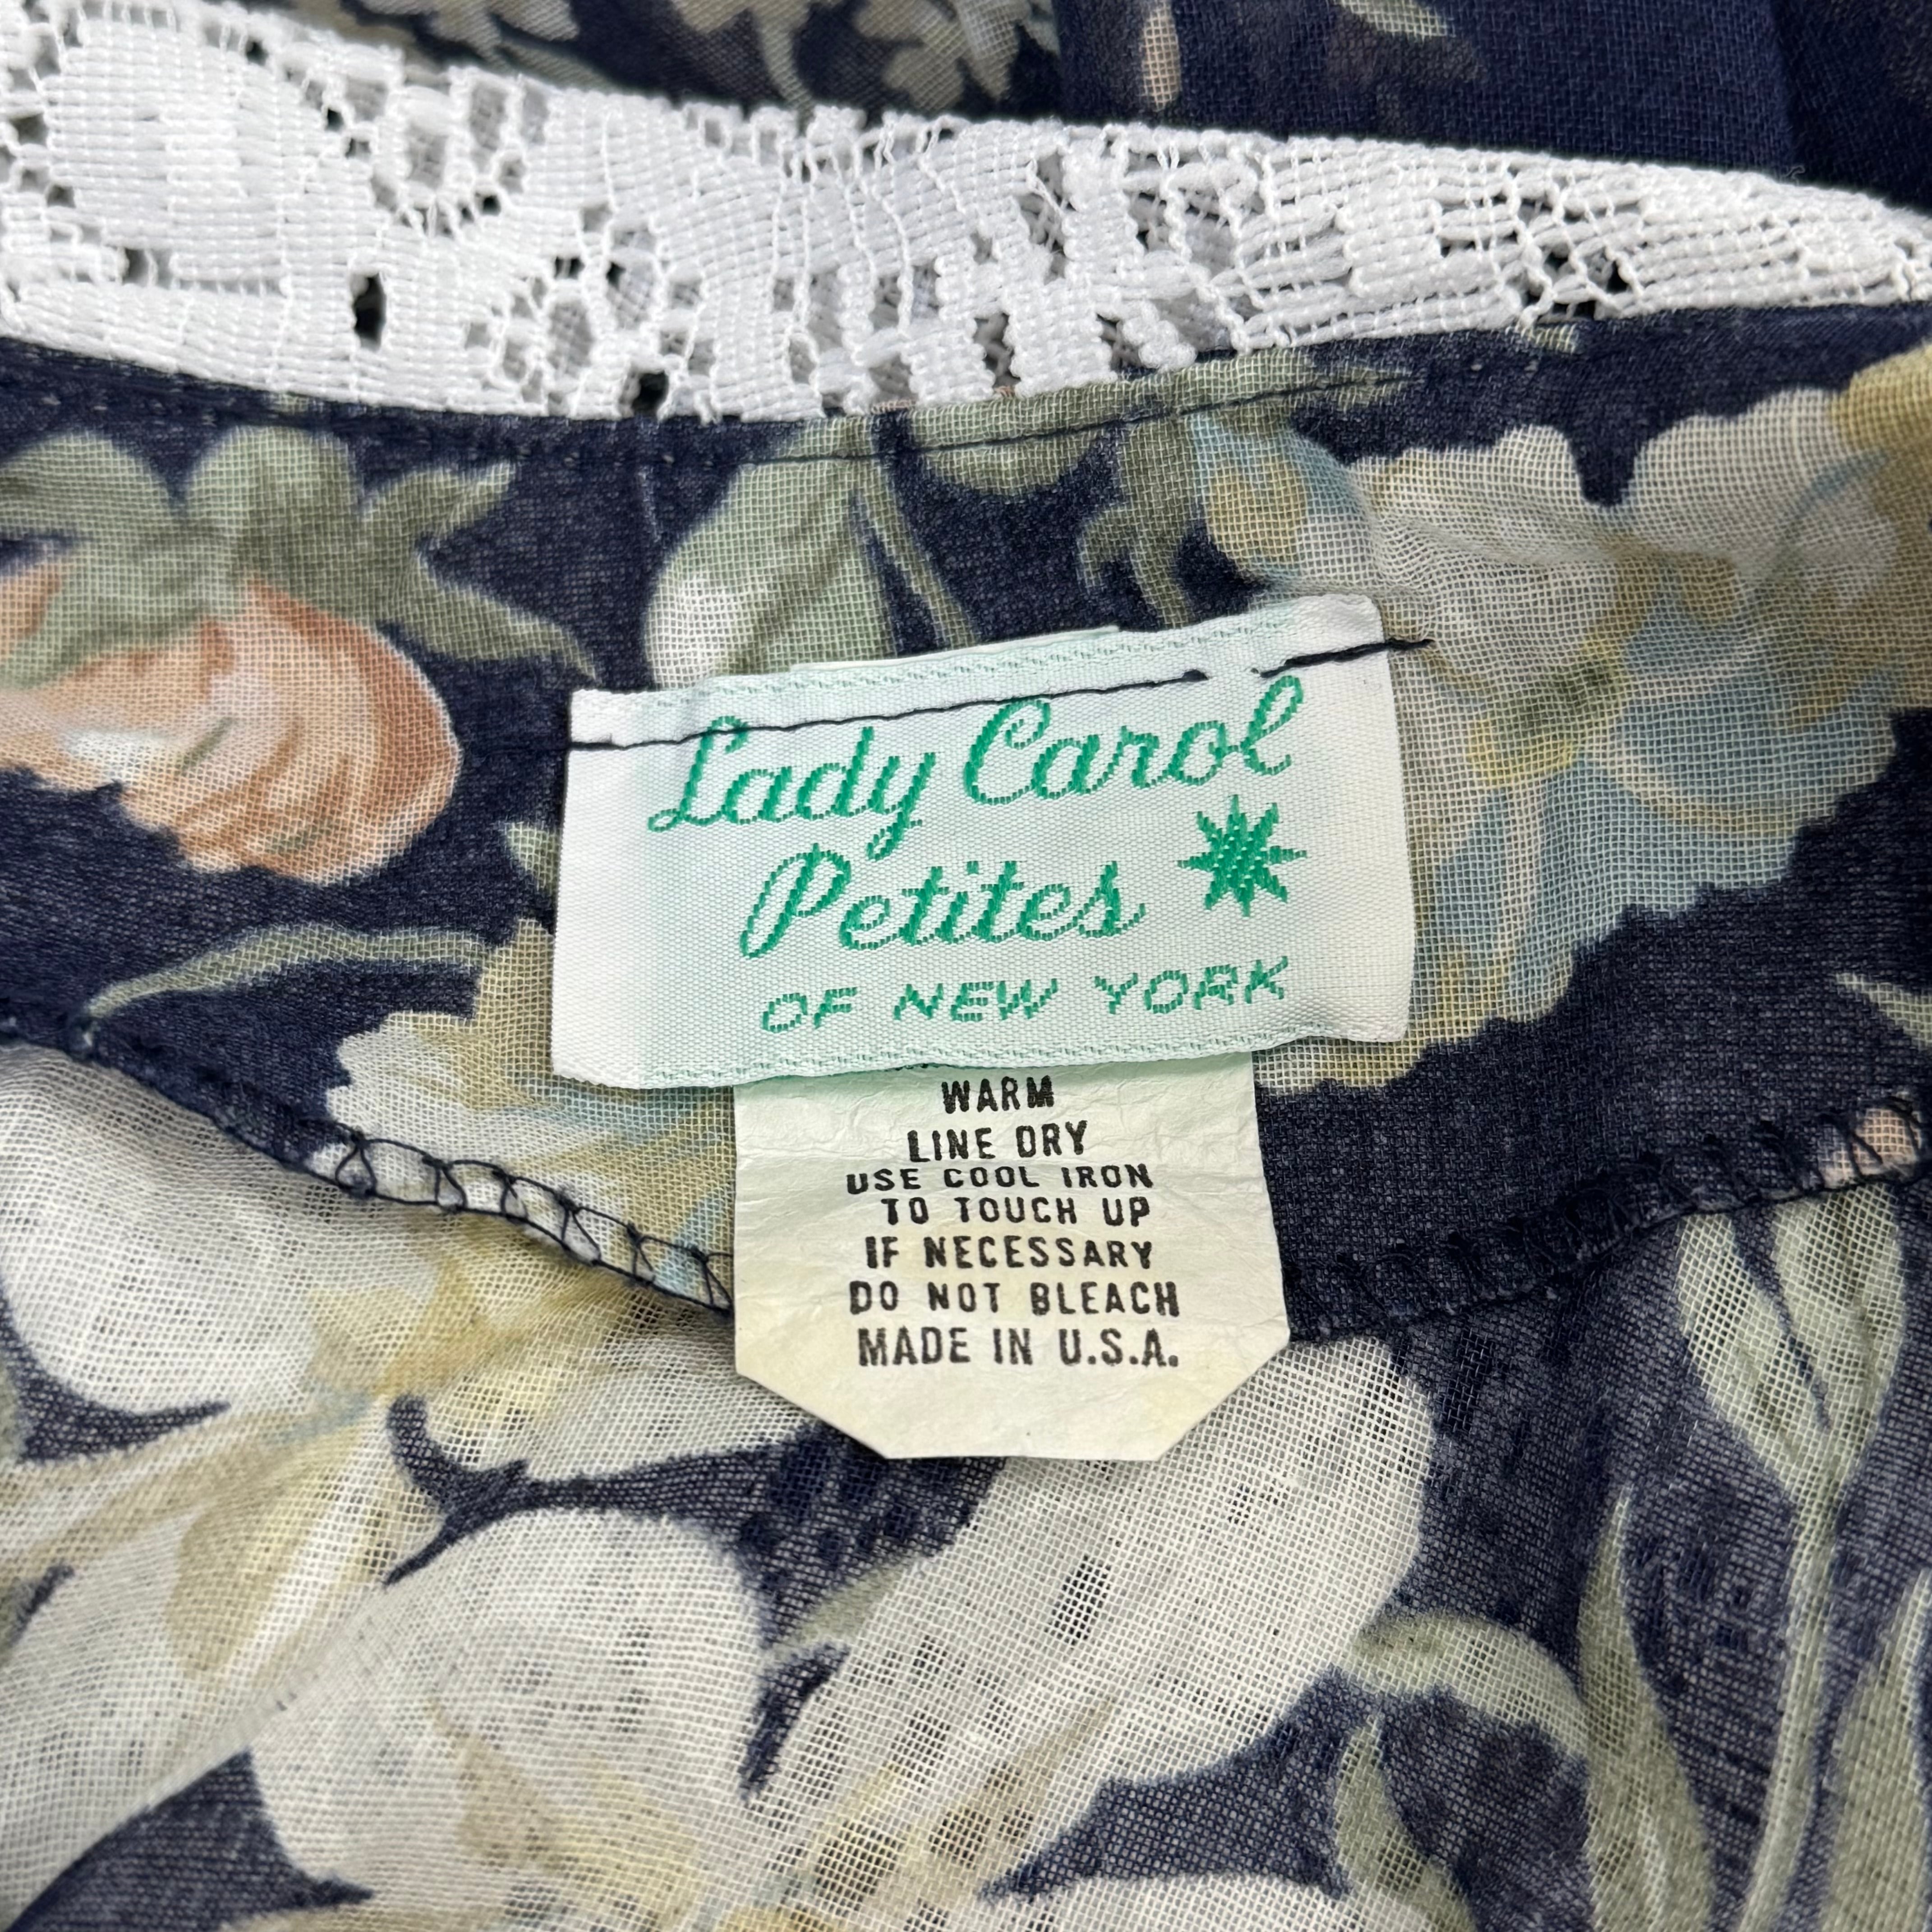 Lady Carol
Petites
OF NEW YORK
WARM
LINE DRY
USE COOL IRON
TO TOUCH UP
IF NECESSARY
DO NOT BLEACH
MADE IN U.S.A.